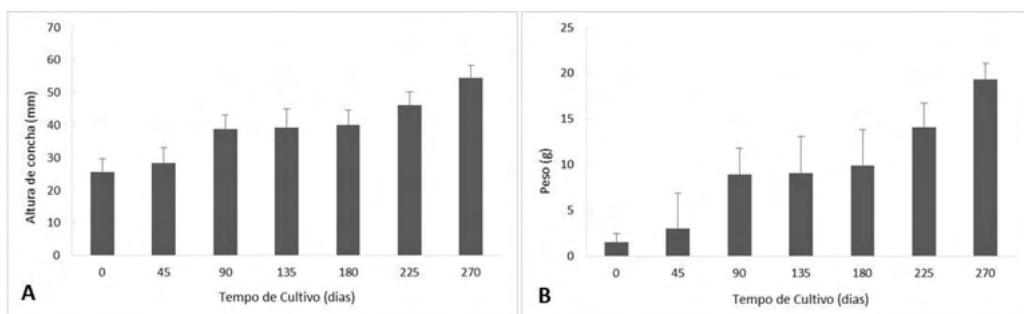 70
60
50
40
30
20
10
0
Altura de concha (mm)
0 45 90 135 180 225 270
Tempo de Cultivo (dias)
A
25
20
15
10
5
0
Peso (g)
0 45 90 135 180 225 270
Tempo de Cultivo (dias)
B